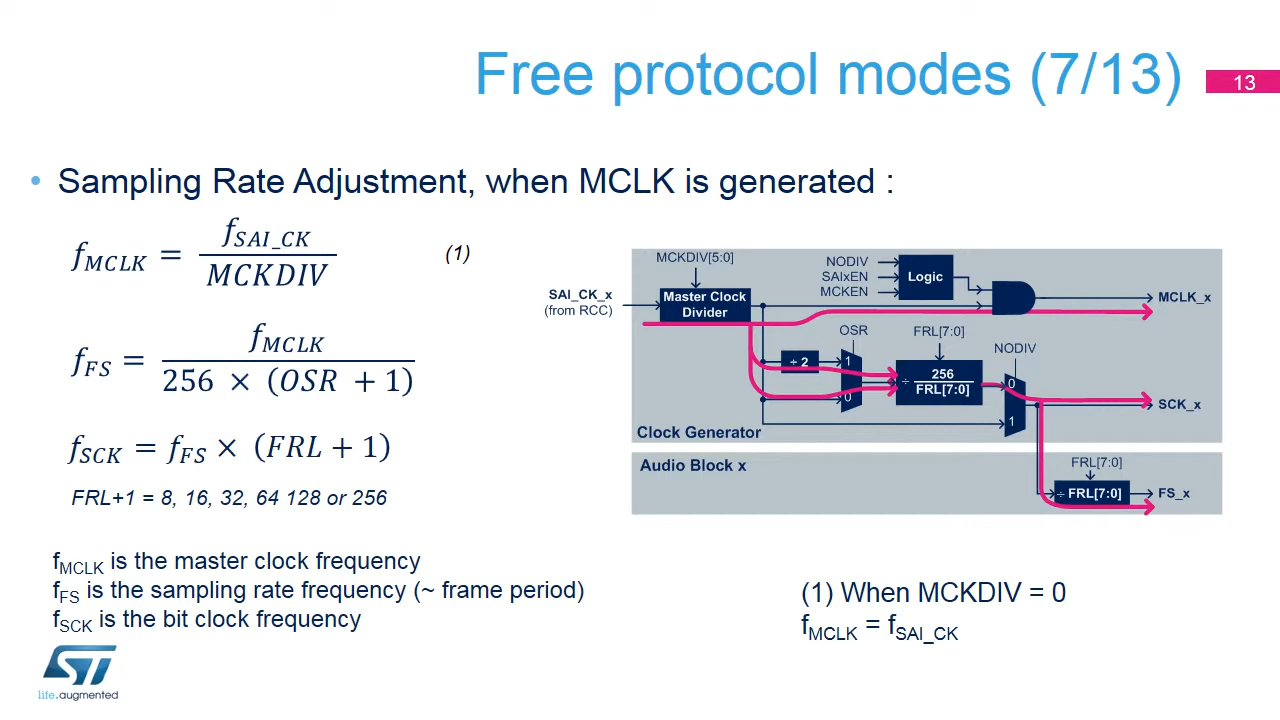 Free protocol modes (7/13)
13
• Sampling Rate Adjustment, when MCLK is generated :
f_MCLK = f_SAI_CK / MCKDIV
(1)
f_FS = f_MCLK / 256 × (OSR + 1)
f_SCK = f_FS × (FRL + 1)
FRL+1 = 8, 16, 32, 64 128 or 256
f_MCLK is the master clock frequency
f_FS is the sampling rate frequency (~ frame period)
f_SCK is the bit clock frequency
MCKDIV[5:0]
NODIV
SAIxEN
MCKEN
Logic
SAI_CK_x
(from RCC)
Master Clock
Divider
MCLK_x
OSR
FRL[7:0]
NODIV
÷ 2
1
0
÷ 256 / FRL[7:0]
0
1
SCK_x
Clock Generator
Audio Block x
FRL[7:0]
÷ FRL[7:0]
FS_x
(1) When MCKDIV = 0
f_MCLK = f_SAI_CK
ST
life.augmented